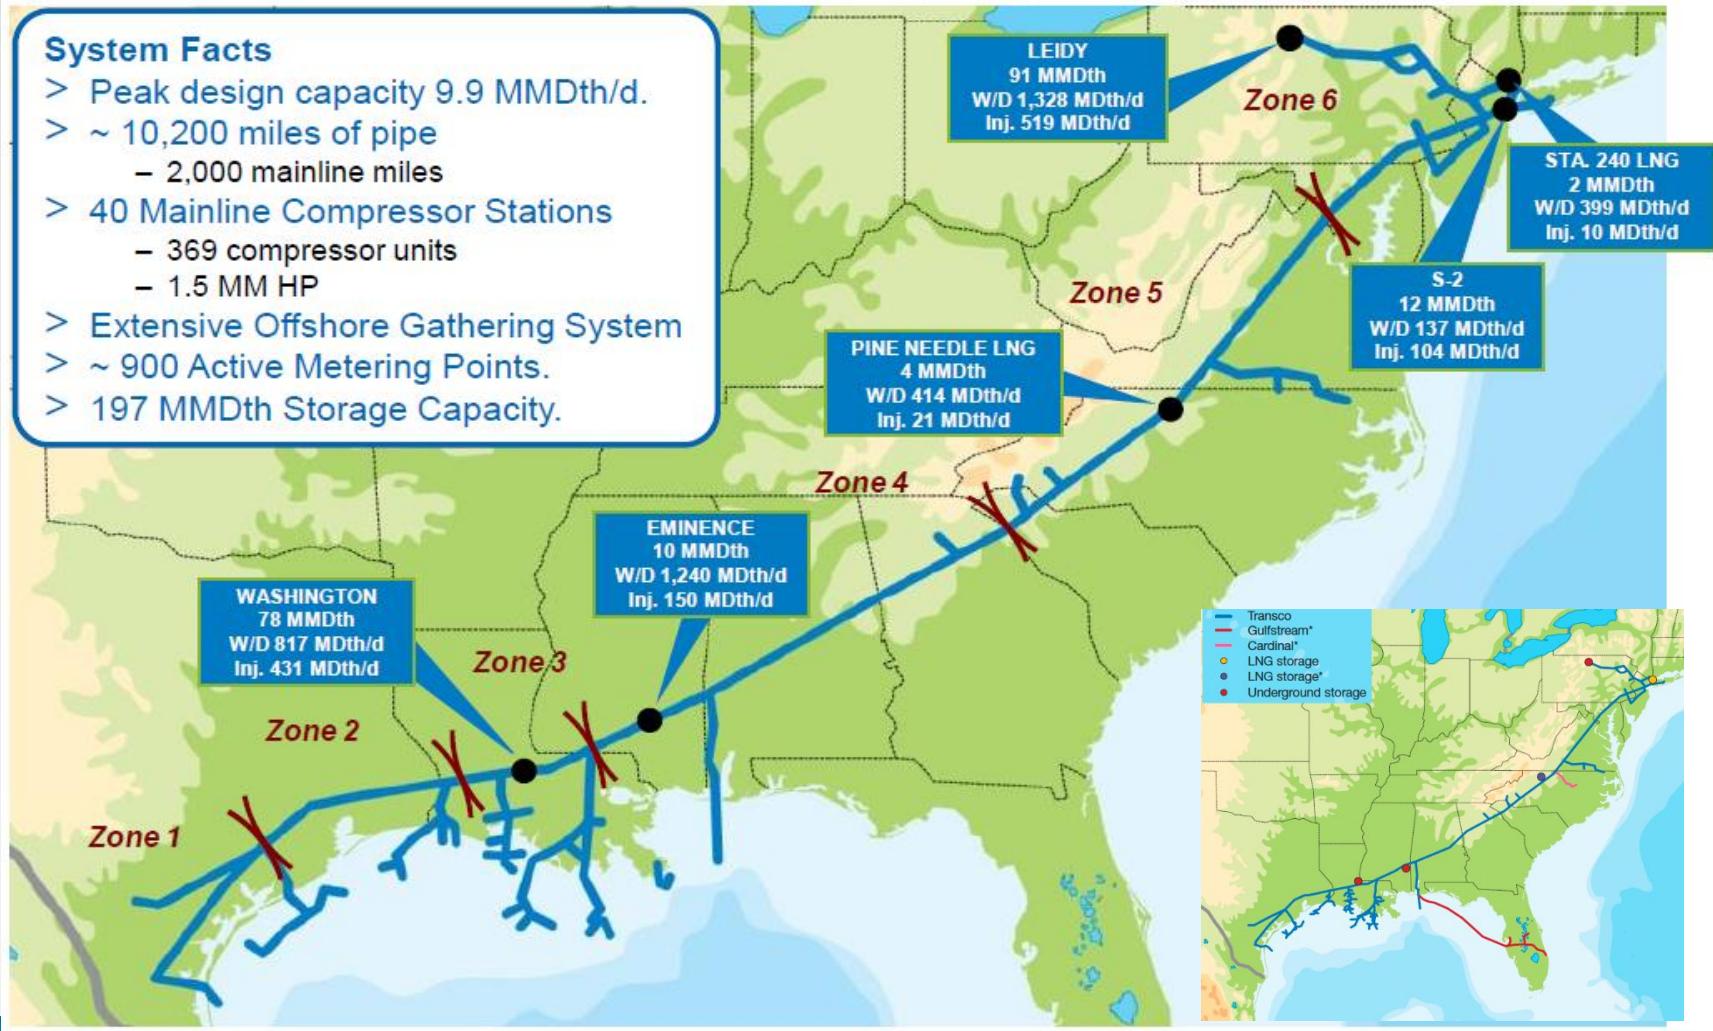 System Facts
> Peak design capacity 9.9 MMDth/d.
> ~ 10,200 miles of pipe
– 2,000 mainline miles
> 40 Mainline Compressor Stations
– 369 compressor units
– 1.5 MM HP
> Extensive Offshore Gathering System
> ~ 900 Active Metering Points.
> 197 MMDth Storage Capacity.
LEIDY
91 MMDth
W/D 1,328 MDth/d
Inj. 519 MDth/d
Zone 6
STA. 240 LNG
2 MMDth
W/D 399 MDth/d
Inj. 10 MDth/d
S-2
12 MMDth
W/D 137 MDth/d
Inj. 104 MDth/d
Zone 5
PINE NEEDLE LNG
4 MMDth
W/D 414 MDth/d
Inj. 21 MDth/d
Zone 4
EMINENCE
10 MMDth
W/D 1,240 MDth/d
Inj. 150 MDth/d
WASHINGTON
78 MMDth
W/D 817 MDth/d
Inj. 431 MDth/d
Zone 3
Zone 2
Zone 1
Transco
Gulfstream*
Cardinal*
LNG storage
LNG storage*
Underground storage